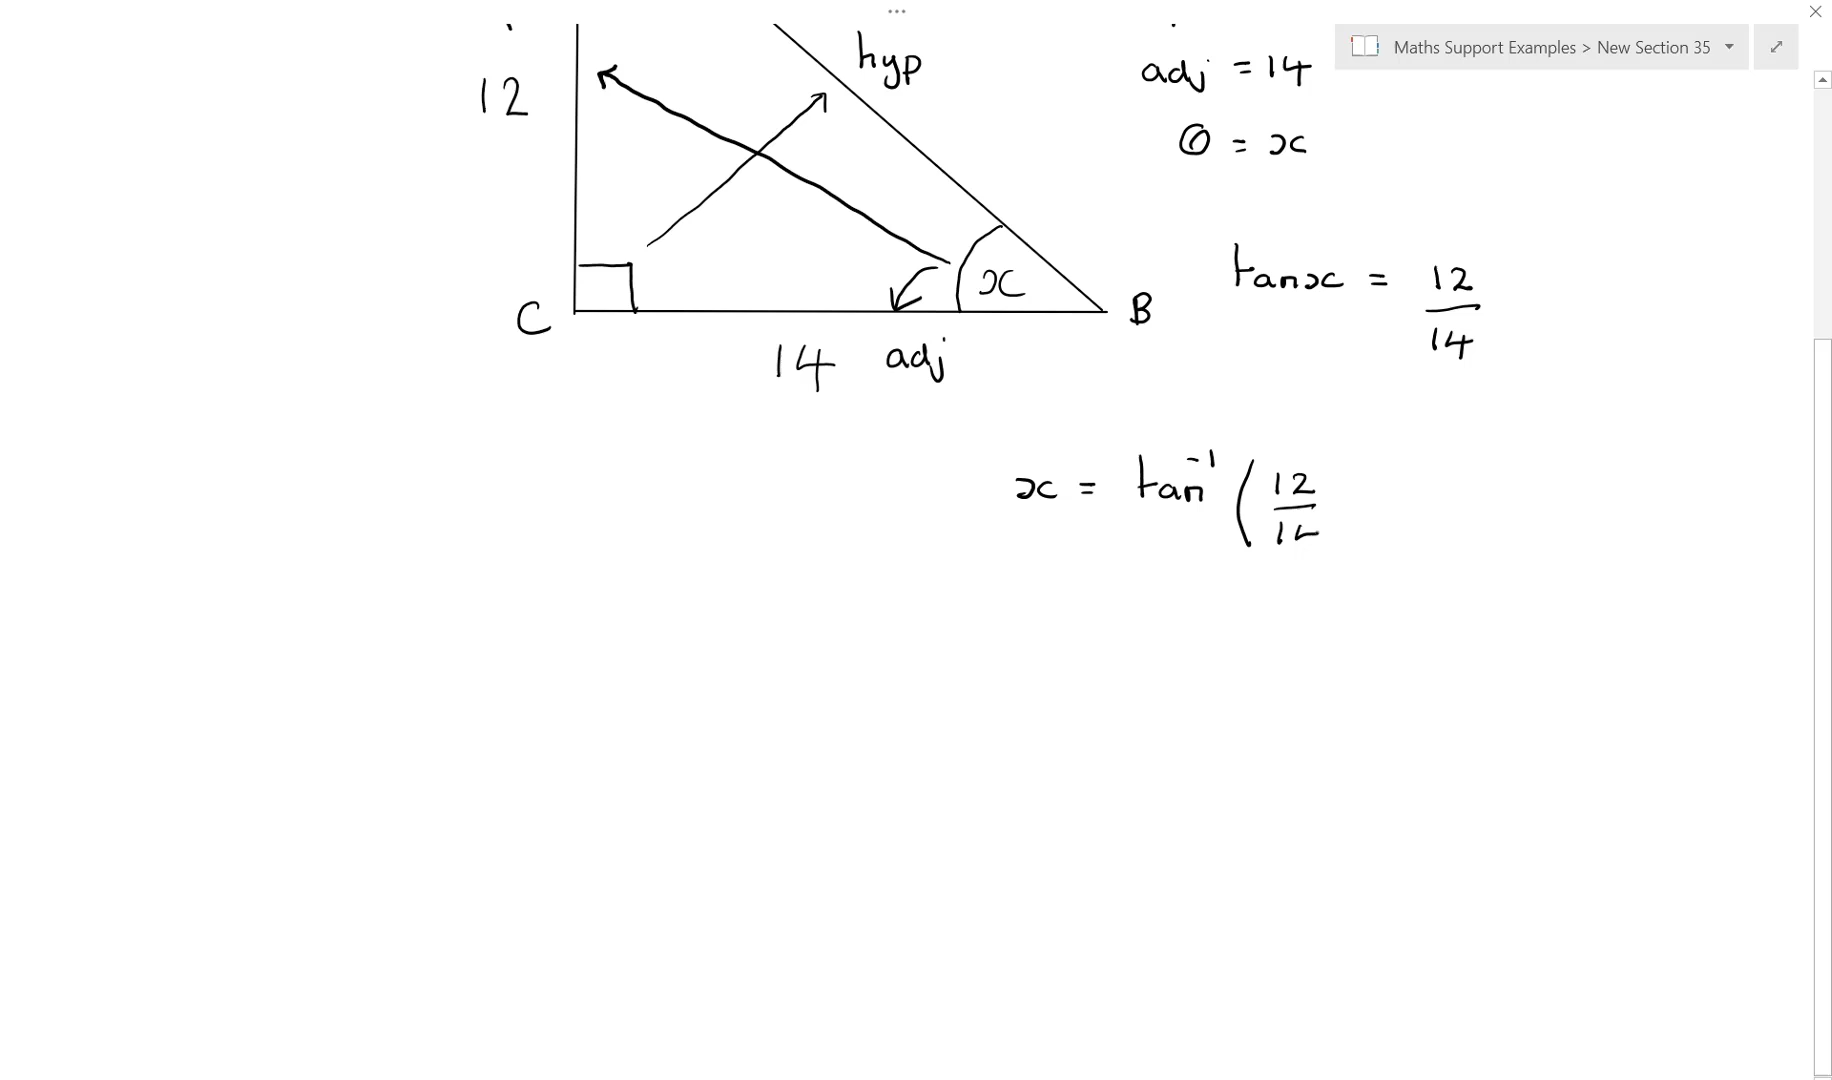 Maths Support Examples > New Section 35
12
hyp
adj = 14
θ = x
x
C
B
14 adj
tan x = 12
14
x = tan⁻¹ ( 12
14